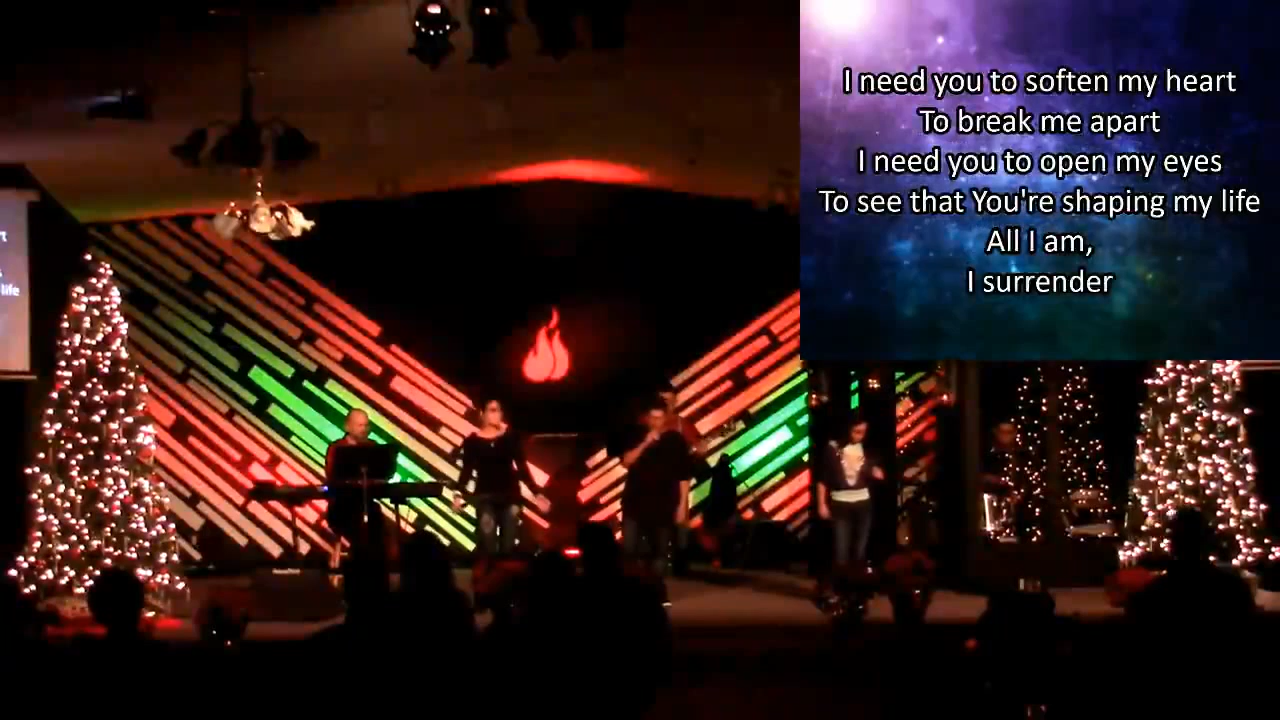 I need you to soften my heart
To break me apart
I need you to open my eyes
To see that You're shaping my life
All I am,
I surrender
life